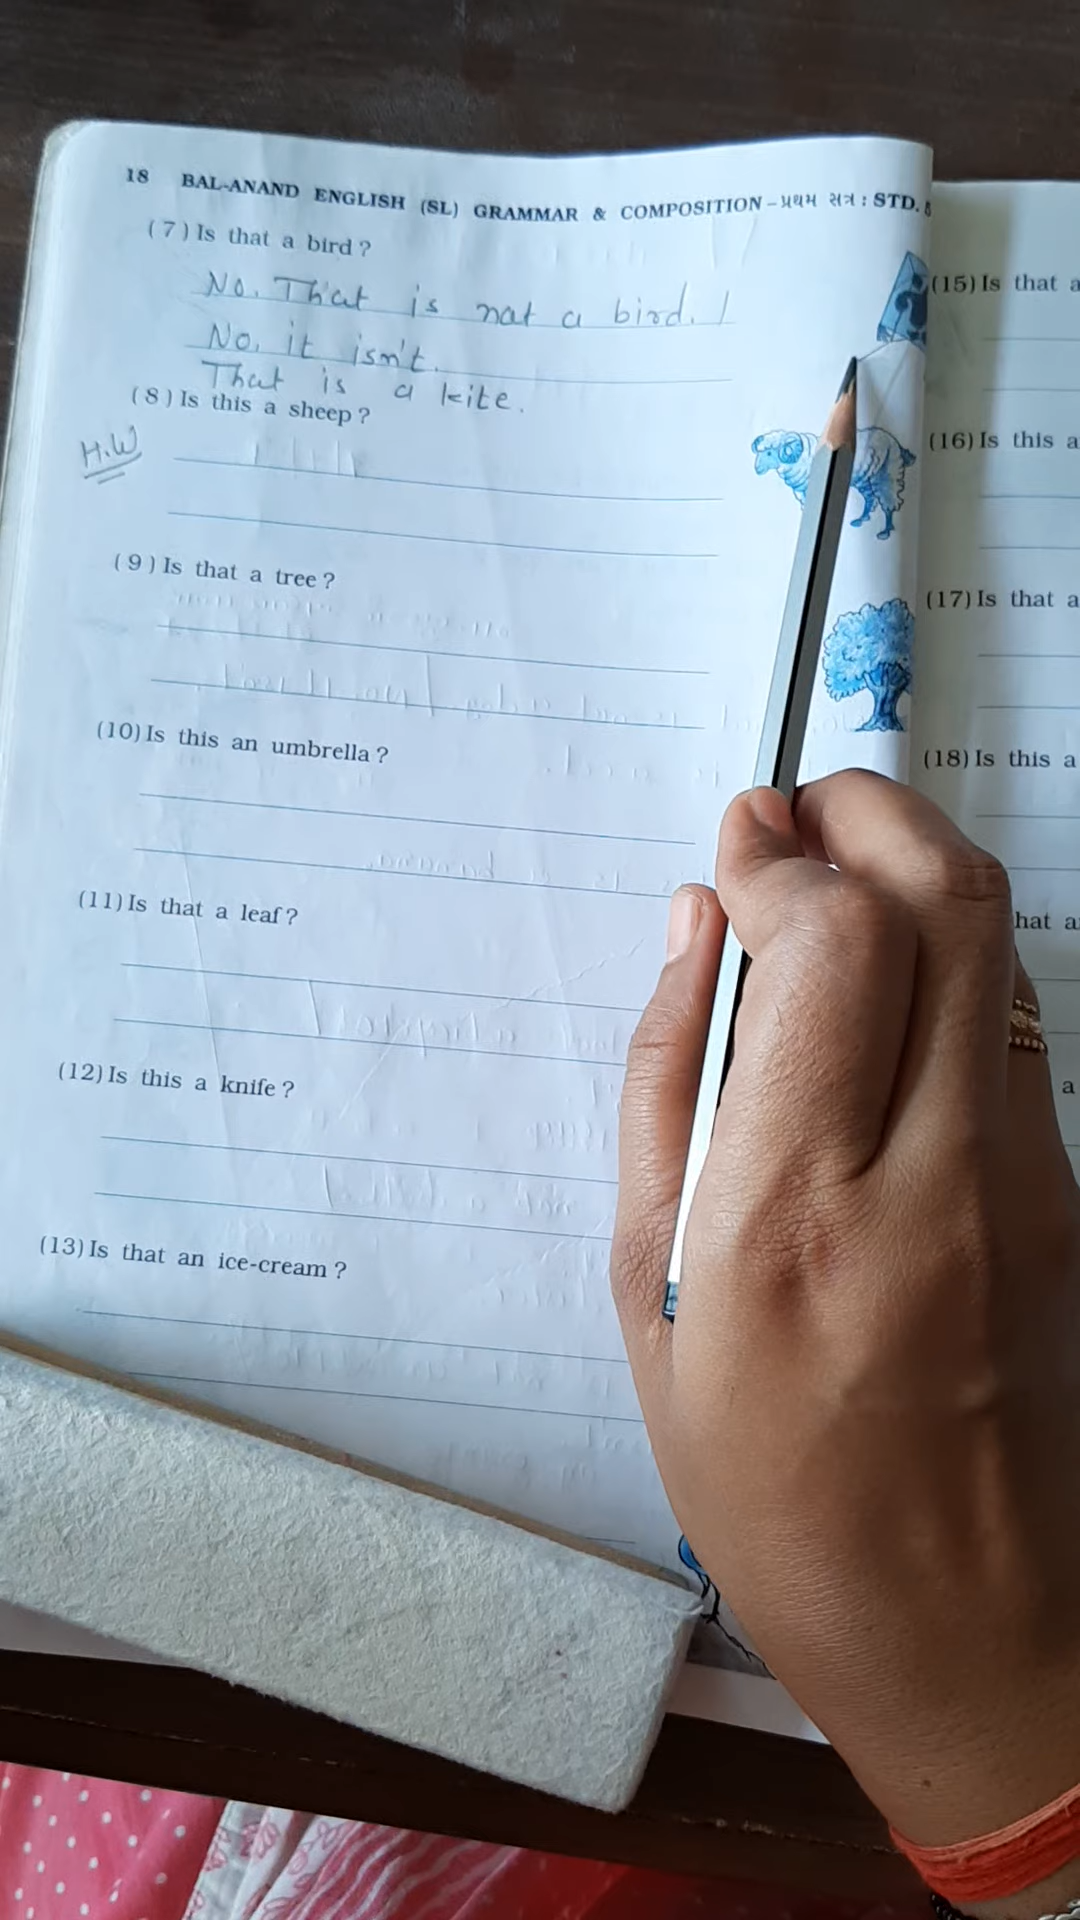 18 BAL-ANAND ENGLISH (SL) GRAMMAR & COMPOSITION – પ્રથમ સત્ર : STD.
(7) Is that a bird ?
No. That is not a bird. /
No, it isn't.
That is a kite.
(8) Is this a sheep ?
H.W
(9) Is that a tree ?
(10) Is this an umbrella ?
(11) Is that a leaf ?
(12) Is this a knife ?
(13) Is that an ice-cream ?
(15) Is that a
(16) Is this a
(17) Is that a
(18) Is this a
hat a
a